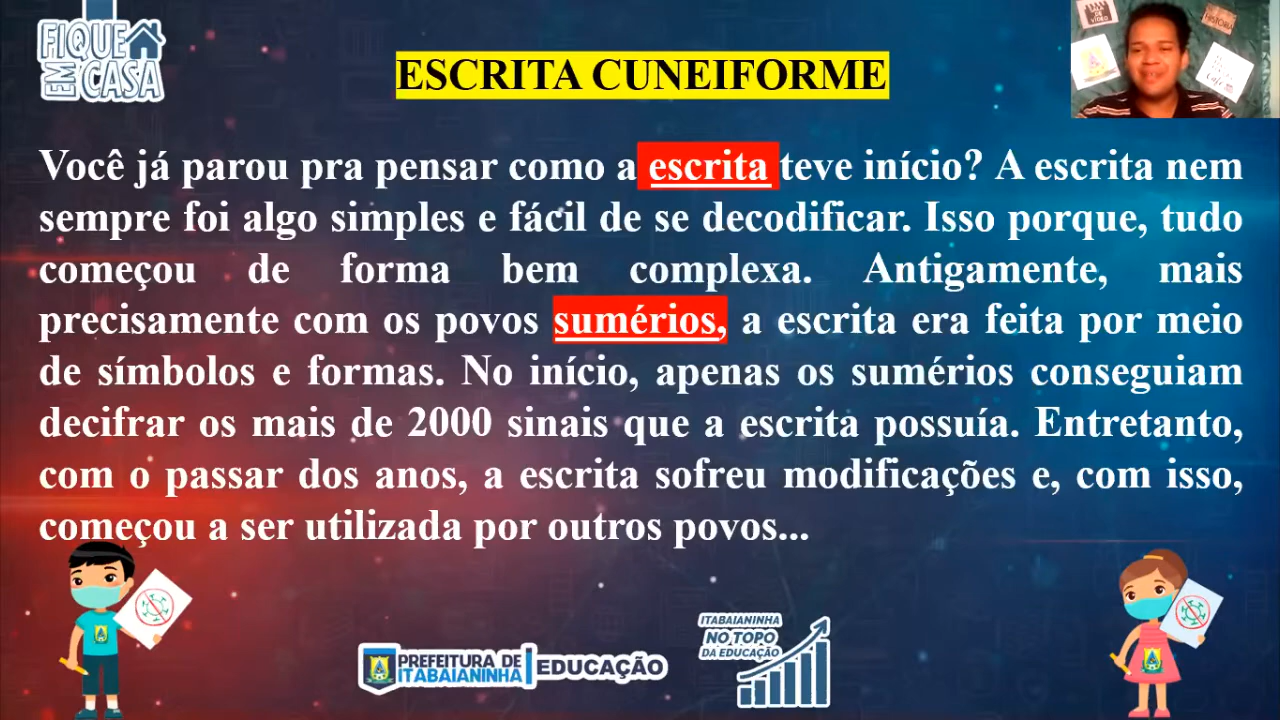 FIQUE
EM CASA
ESCRITA CUNEIFORME
HISTÓRIA
Você já parou pra pensar como a escrita teve início? A escrita nem
sempre foi algo simples e fácil de se decodificar. Isso porque, tudo
começou de forma bem complexa. Antigamente, mais
precisamente com os povos sumérios, a escrita era feita por meio
de símbolos e formas. No início, apenas os sumérios conseguiam
decifrar os mais de 2000 sinais que a escrita possuía. Entretanto,
com o passar dos anos, a escrita sofreu modificações e, com isso,
começou a ser utilizada por outros povos...
PREFEITURA DE
ITABAIANINHA
EDUCAÇÃO
ITABAIANINHA
NO TOPO
DA EDUCAÇÃO